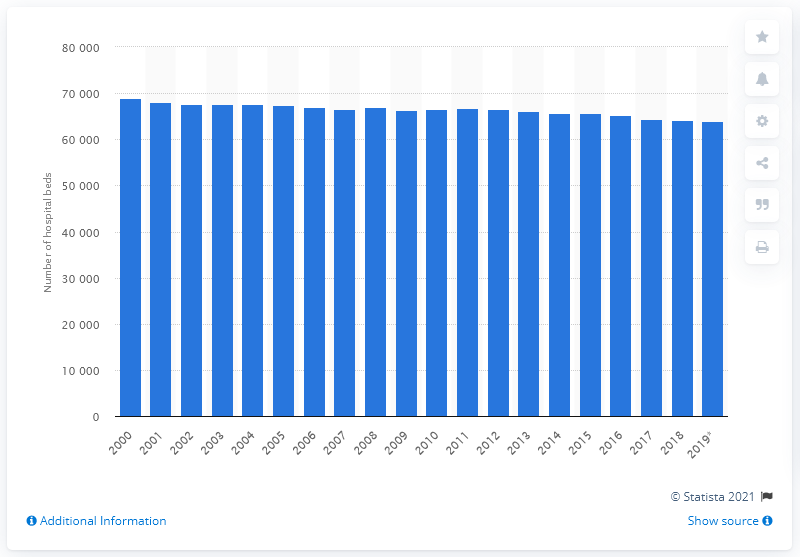 80 000
70 000
60 000
50 000
40 000
30 000
20 000
10 000
0
Number of hospital beds
2000 2001 2002 2003 2004 2005 2006 2007 2008 2009 2010 2011 2012 2013 2014 2015 2016 2017 2018 2019*
© Statista 2021
Additional Information
Show source